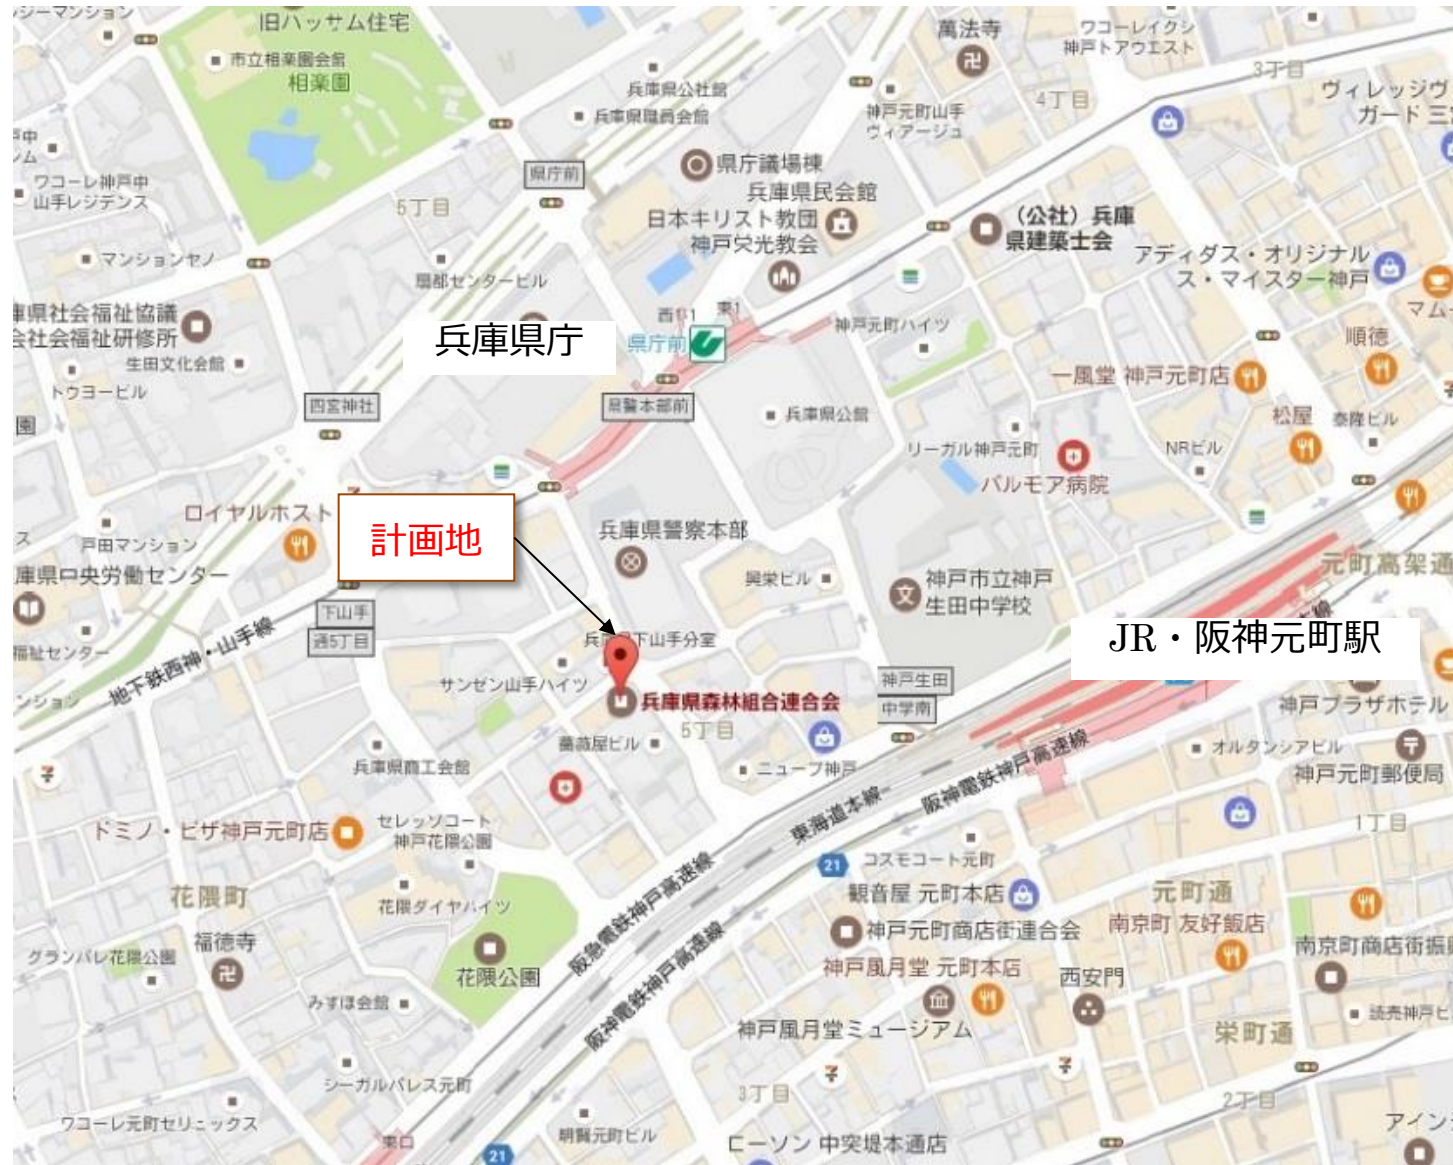 旧ハッサム住宅
市立相楽園会館
相楽園
萬法寺
ワコーレイクシ
神戸トアウエスト
3丁目
4丁目
ヴィレッジヴ
ガード 三
兵庫県公社館
兵庫県職員会館
神戸元町山手
ヴィアージュ
県庁前
県庁議場棟
兵庫県民会館
日本キリスト教団
神戸栄光教会
(公社) 兵庫
県建築士会
ワコーレ神戸中
山手レジデンス
5丁目
マンションセノ
アディダス・オリジナル
ス・マイスター神戸
庫県社会福祉協議
会社会福祉研修所
生田文化会館
トウヨービル
兵庫県庁
西1
東1
県庁前
神戸元町ハイツ
マム
順徳
一風堂 神戸元町店
四宮神社
県警本部前
兵庫県公館
松屋
泰隆ビル
NRビル
リーガル神戸元町
パルモア病院
園
ロイヤルホスト
計画地
兵庫県警察本部
戸田マンション
庫県中央労働センター
興栄ビル
神戸市立神戸
生田中学校
元町高架通
下山手
通5丁目
福祉センター
地下鉄西神・山手線
下山手分室
JR・阪神元町駅
サンゼン山手ハイツ
兵庫県森林組合連合会
神戸生田
中学南
5丁目
薔薇屋ビル
ニューブ神戸
神戸プラザホテル
オルタンシアビル
神戸元町郵便局
兵庫県商工会館
阪神電鉄神戸高速線
東海道本線
1丁目
ドミノ・ピザ神戸元町店
セレッソコート
神戸花隈公園
21
コスモコート元町
観音屋 元町本店
元町通
花隈町
花隈ダイヤハイツ
阪急電鉄神戸高速線
神戸元町商店街連合会
南京町 友好飯店
福徳寺
グランパレ花隈公園
花隈公園
阪神電鉄神戸高速線
神戸風月堂 元町本店
西安門
南京町商店街振
みずほ会館
神戸風月堂ミュージアム
栄町通
読売神戸ビ
シーガルパレス元町
3丁目
2丁目
ワコーレ元町セリュックス
東口
21
明賢元町ビル
ローソン 中突堤本通店
アイン